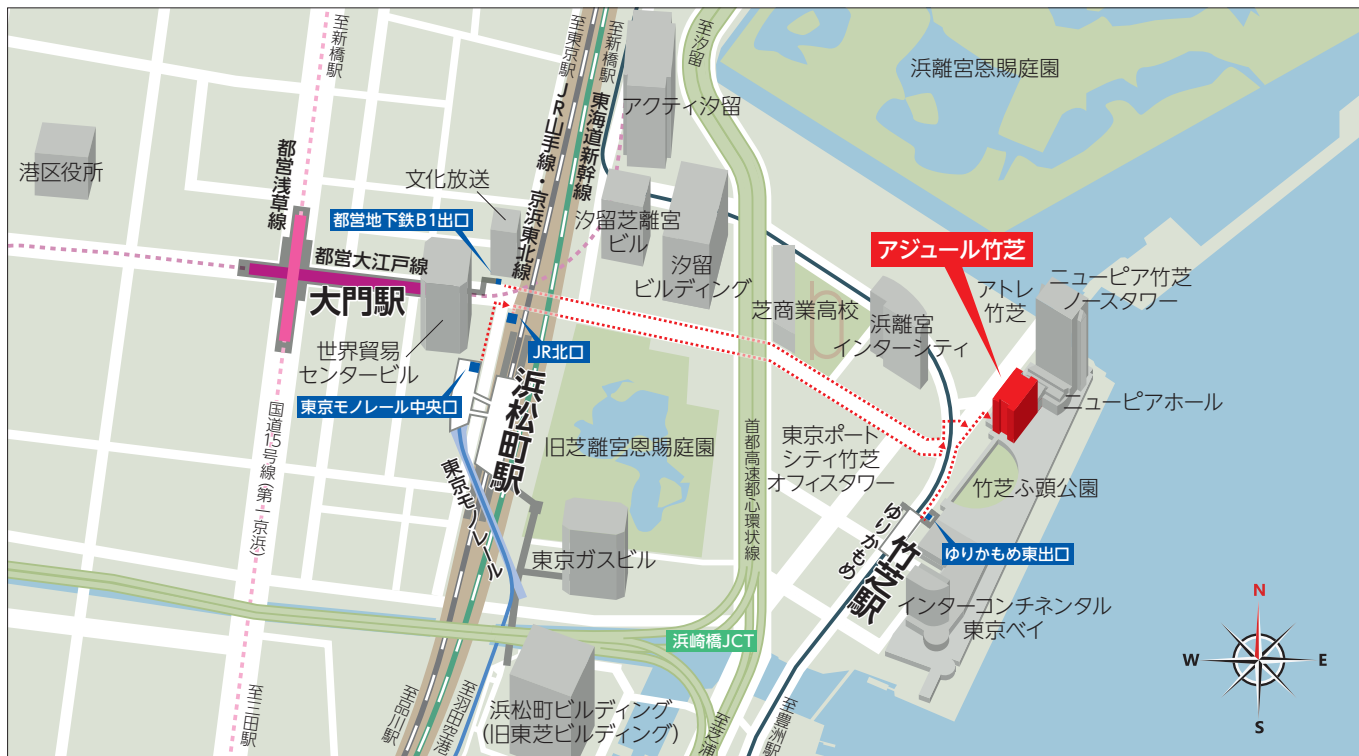 至新橋駅
至東京駅
至新橋駅
至汐留
浜離宮恩賜庭園
JR山手線・京浜東北線
東海道新幹線
アクティ汐留
港区役所
都営浅草線
文化放送
都営地下鉄B1出口
汐留芝離宮
ビル
汐留
ビルディング
アジュール竹芝
都営大江戸線
大門駅
アトレ
竹芝
ニューピア竹芝
ノースタワー
芝商業高校
浜離宮
インターシティ
世界貿易
センタービル
JR北口
東京モノレール中央口
浜松町駅
ニューピアホール
国道15号線(第一京浜)
旧芝離宮恩賜庭園
首都高速都心環状線
東京ポート
シティ竹芝
オフィスタワー
竹芝ふ頭公園
東京モノレール
ゆりかもめ
竹芝駅
ゆりかもめ東出口
東京ガスビル
インターコンチネンタル
東京ベイ
浜崎橋JCT
N
W
E
S
至三田駅
至品川駅
至羽田空港
浜松町ビルディング
(旧東芝ビルディング)
至芝浦
至豊洲駅